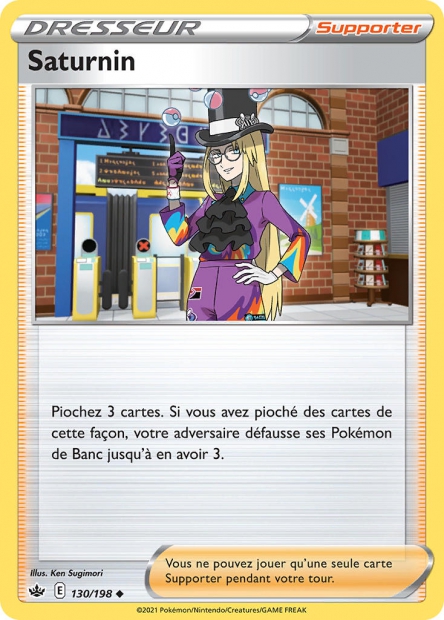 DRESSEUR
Supporter
Saturnin
Piochez 3 cartes. Si vous avez pioché des cartes de
cette façon, votre adversaire défausse ses Pokémon
de Banc jusqu'à en avoir 3.
Vous ne pouvez jouer qu'une seule carte
Supporter pendant votre tour.
Illus. Ken Sugimori
E 130/198
©2021 Pokémon/Nintendo/Creatures/GAME FREAK